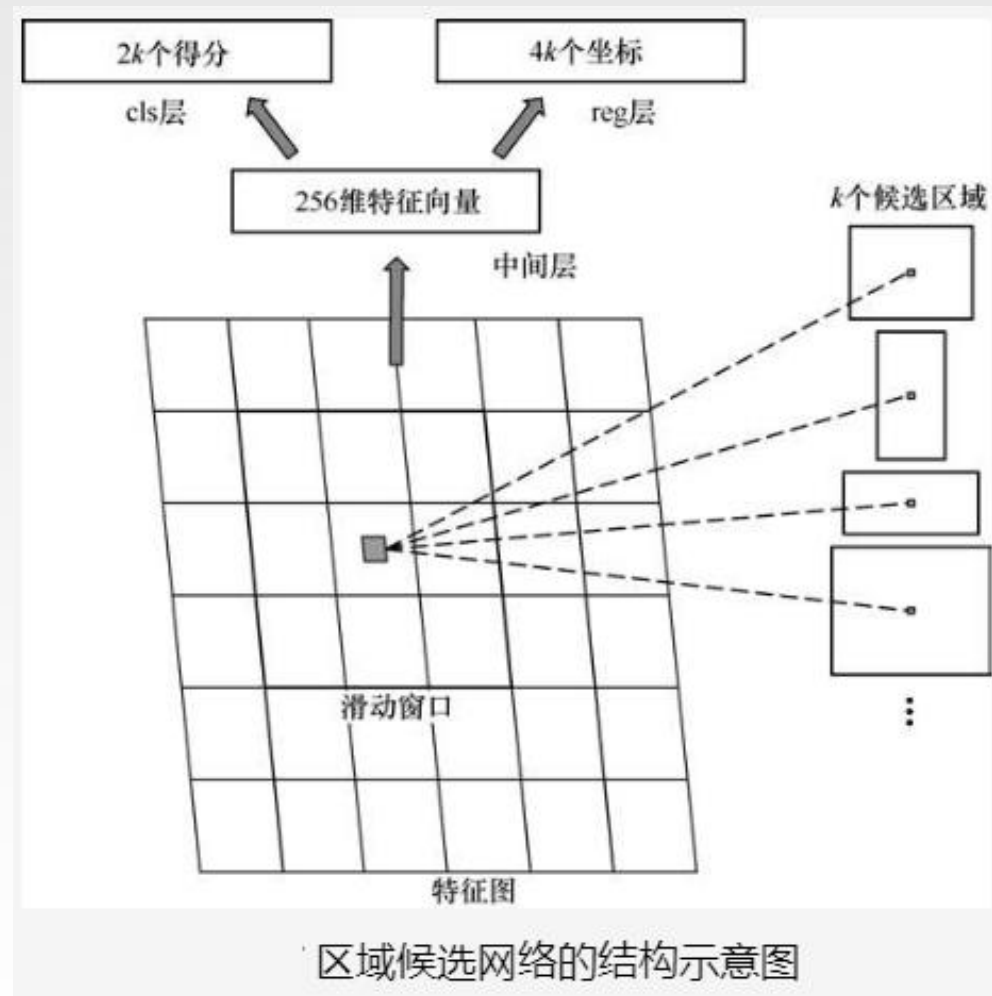 2k个得分
4k个坐标
cls层
reg层
256维特征向量
k个候选区域
中间层
滑动窗口
特征图
区域候选网络的结构示意图